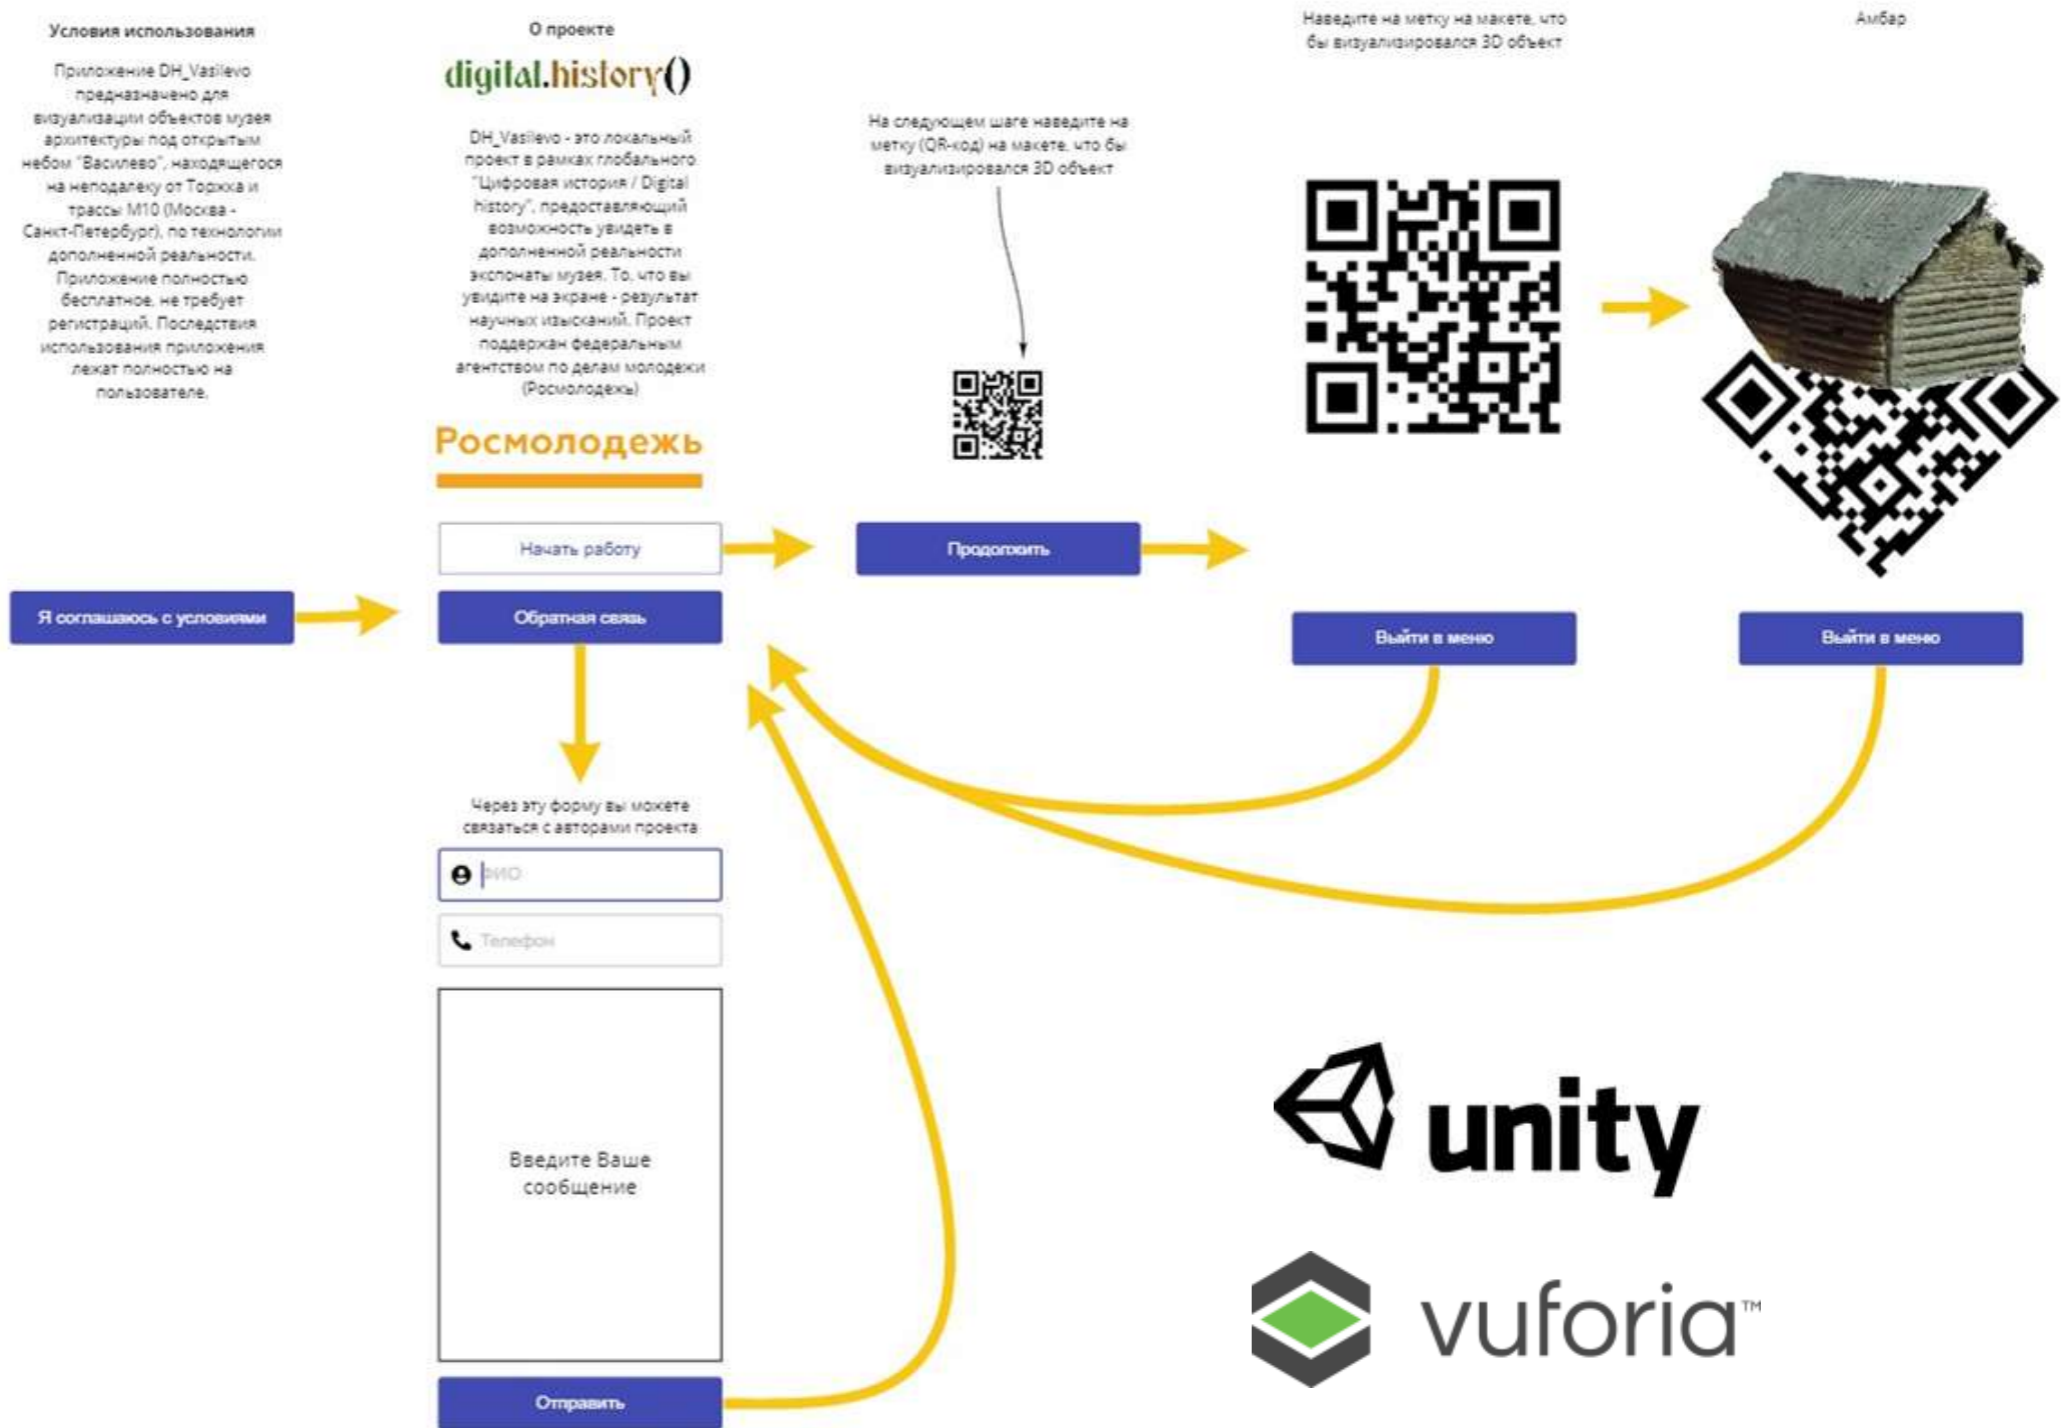 Условия использования
Приложение DH_Vasilevo
предназначено для
визуализации объектов музея
архитектуры под открытым
небом "Василево", находящегося
на неподалеку от Торжка и
трассы М10 (Москва -
Санкт-Петербург), по технологии
дополненной реальности.
Приложение полностью
бесплатное, не требует
регистраций. Последствия
использования приложения
лежат полностью на
пользователе.
Я соглашаюсь с условиями
О проекте
digital.history()
DH_Vasilevo - это локальный
проект в рамках глобального
"Цифровая история / Digital
history", предоставляющий
возможность увидеть в
дополненной реальности
экспонаты музея. То, что вы
увидите на экране - результат
научных изысканий. Проект
поддержан федеральным
агентством по делам молодежи
(Росмолодежь)
Росмолодежь
Начать работу
Обратная связь
Через эту форму вы можете
связаться с авторами проекта
ФИО
Телефон
Введите Ваше
сообщение
Отправить
На следующем шаге наведите на
метку (QR-код) на макете, что бы
визуализировался 3D объект
Продолжить
Наведите на метку на макете, что
бы визуализировался 3D объект
Выйти в меню
Амбар
Выйти в меню
unity
vuforia™